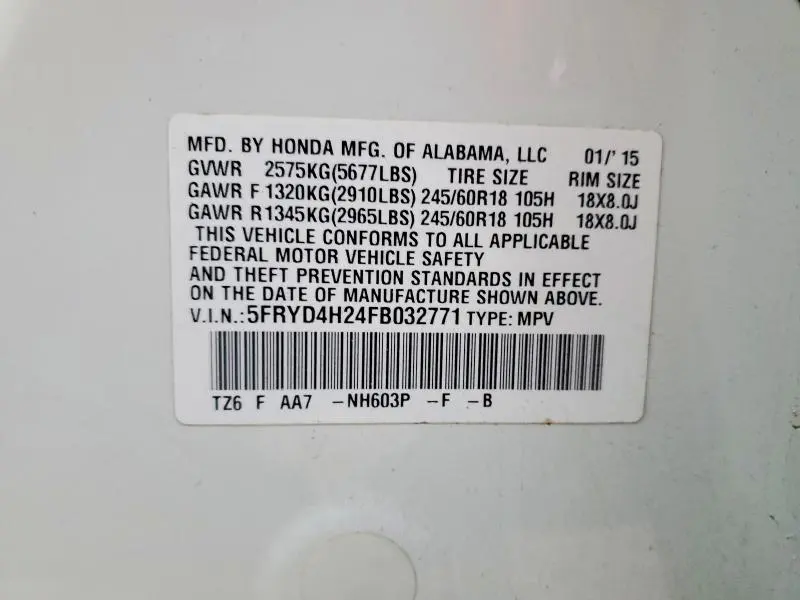 MFD. BY HONDA MFG. OF ALABAMA, LLC 01/' 15
GVWR 2575KG(5677LBS) TIRE SIZE RIM SIZE
GAWR F 1320KG(2910LBS) 245/60R18 105H 18X8.0J
GAWR R 1345KG(2965LBS) 245/60R18 105H 18X8.0J
THIS VEHICLE CONFORMS TO ALL APPLICABLE
FEDERAL MOTOR VEHICLE SAFETY
AND THEFT PREVENTION STANDARDS IN EFFECT
ON THE DATE OF MANUFACTURE SHOWN ABOVE.
V.I.N.: 5FRYD4H24FB032771 TYPE: MPV
TZ6 F AA7 -NH603P -F -B